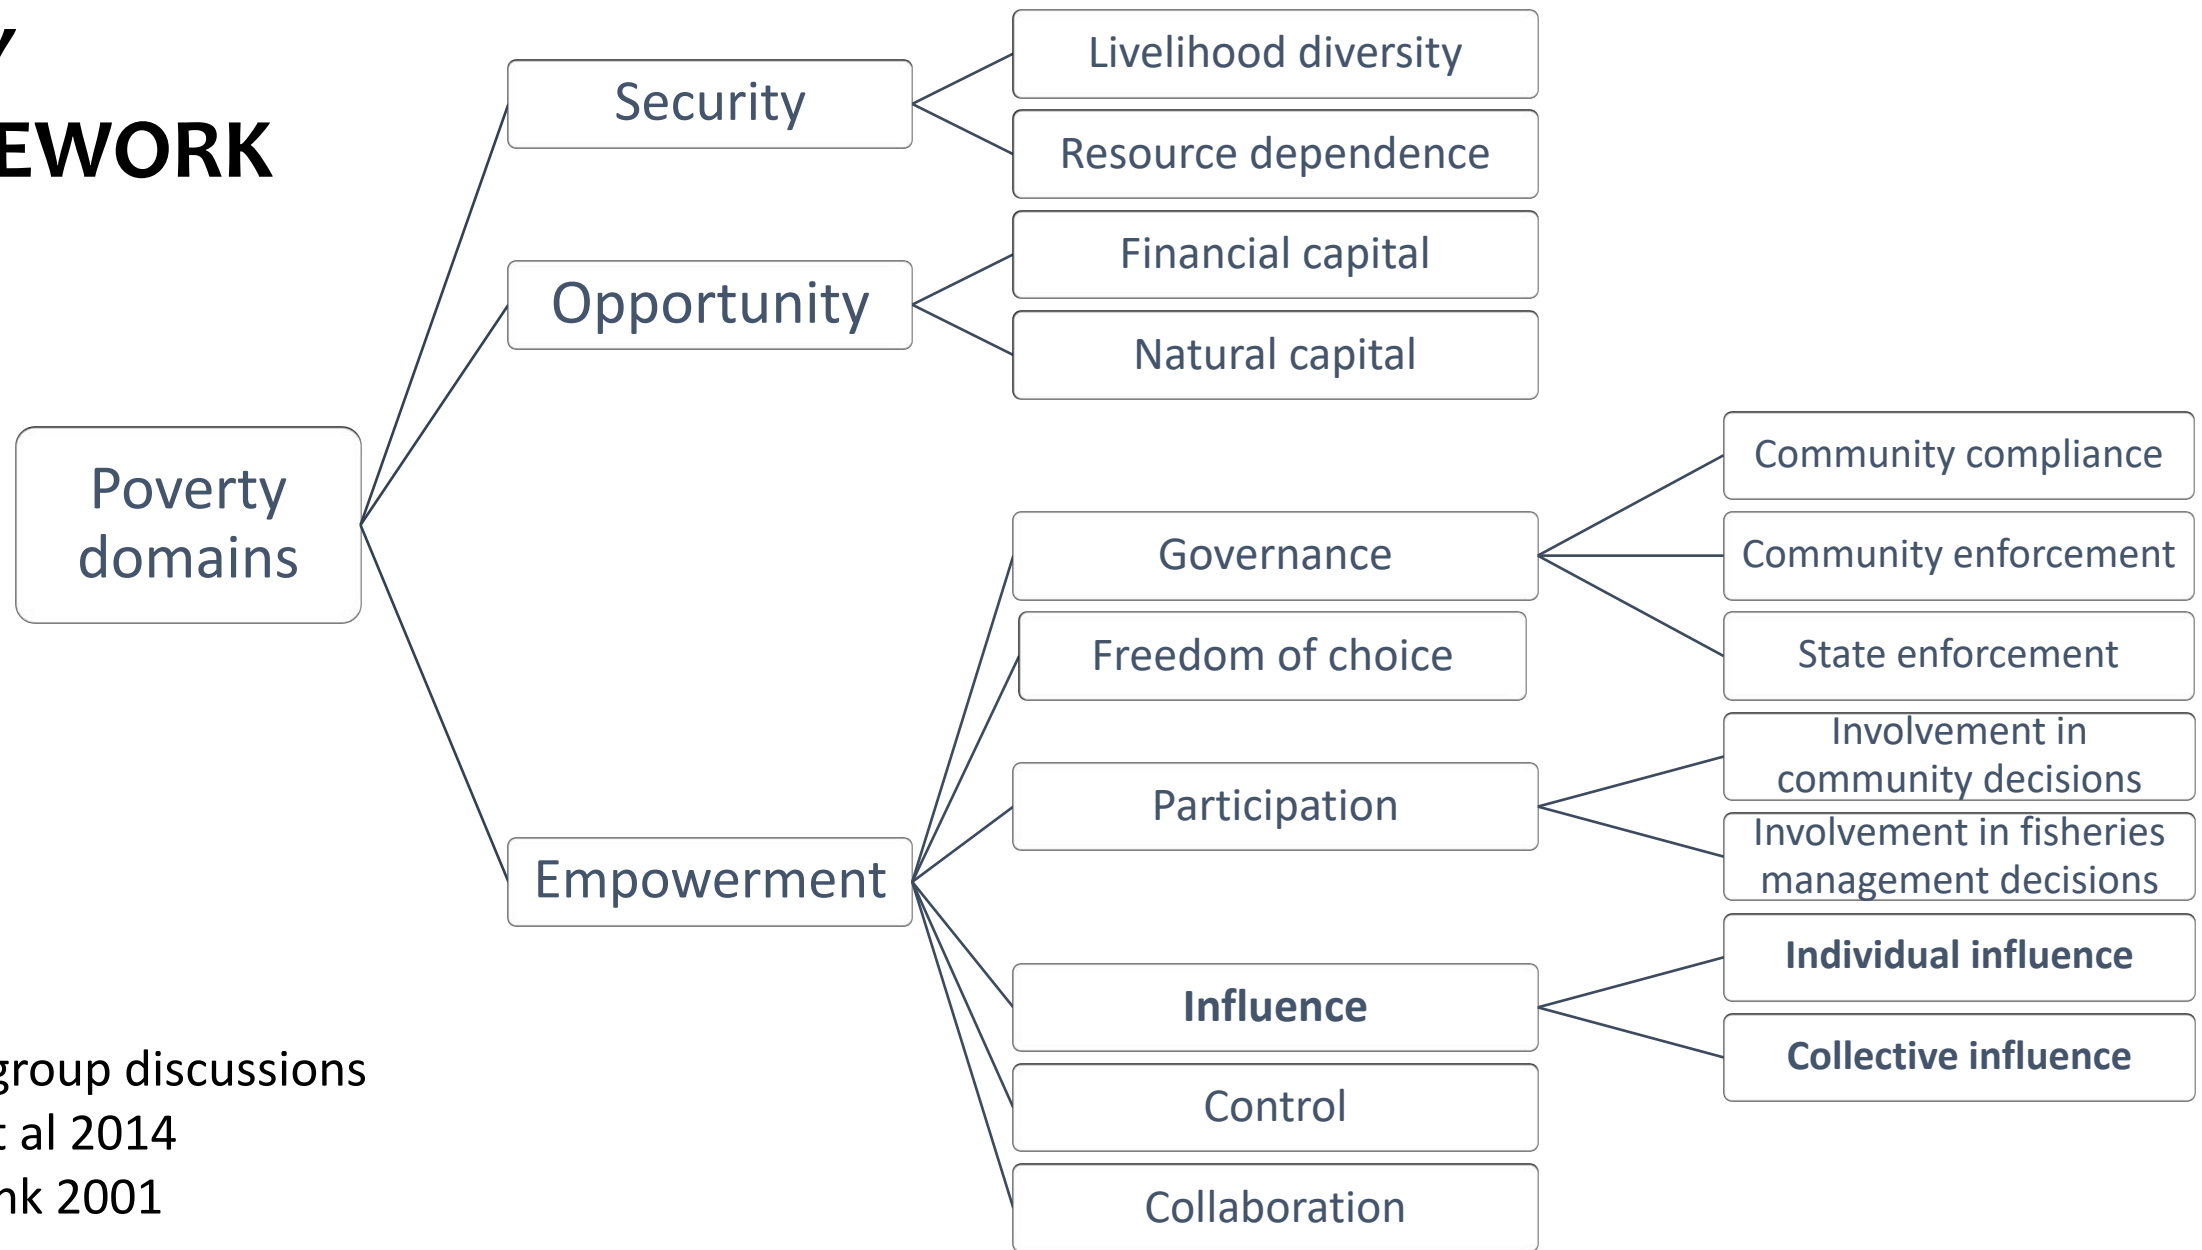 Y
EWORK
Livelihood diversity
Security
Resource dependence
Financial capital
Opportunity
Natural capital
Poverty
domains
Community compliance
Governance
Community enforcement
Freedom of choice
State enforcement
Involvement in
community decisions
Participation
Involvement in fisheries
management decisions
Empowerment
Individual influence
Influence
Collective influence
Control
Collaboration
group discussions
t al 2014
nk 2001